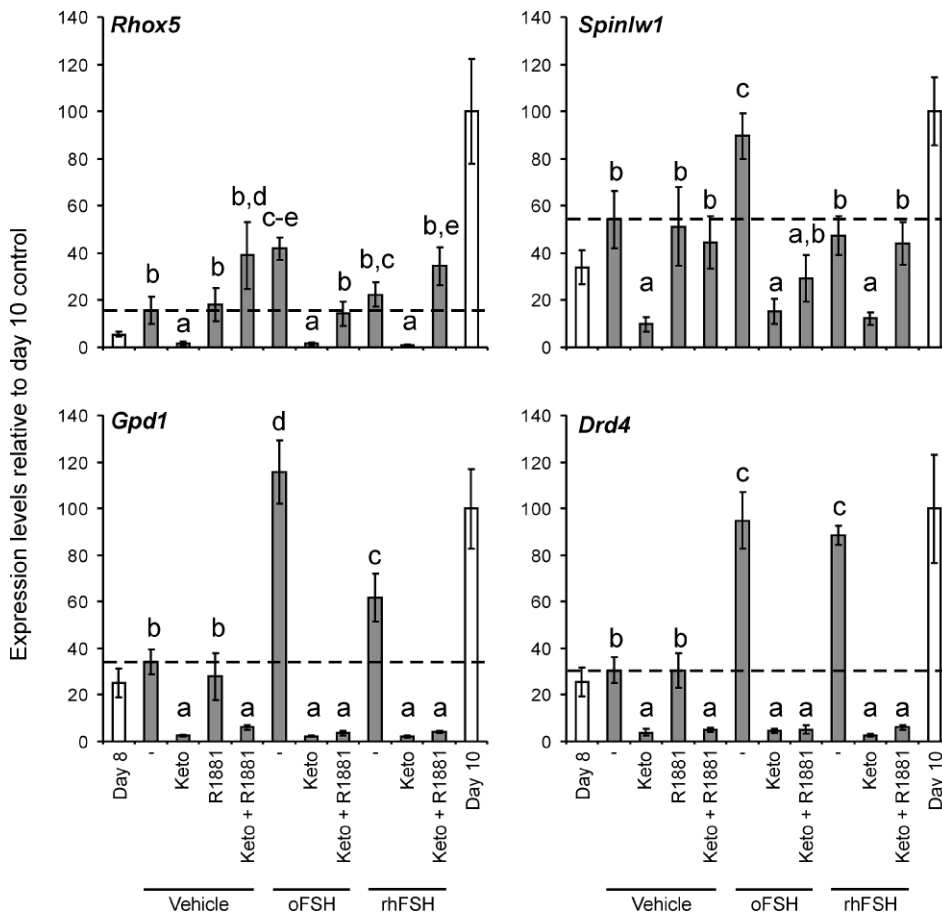 Expression levels relative to day 10 control
Rhox5
140
120
100
80
60
40
20
0
b
a
b
b,d
c-e
a
b
b,c
a
b,e
Spinlw1
140
120
100
80
60
40
20
0
b
a
b
b
c
a
a,b
b
a
b
Gpd1
140
120
100
80
60
40
20
0
b
a
b
a
d
a
a
c
a
a
Drd4
140
120
100
80
60
40
20
0
b
a
b
a
c
a
a
c
a
a
Day 8
-
Keto
R1881
Keto + R1881
-
Keto
Keto + R1881
-
Keto
Keto + R1881
Day 10
Vehicle
oFSH
rhFSH
Day 8
-
Keto
R1881
Keto + R1881
-
Keto
Keto + R1881
-
Keto
Keto + R1881
Day 10
Vehicle
oFSH
rhFSH